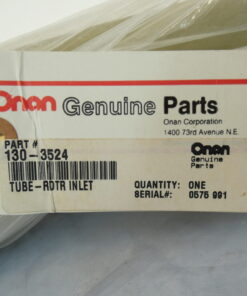 Onan Genuine Parts
Onan Corporation
1400 73rd Avenue N.E.
PART #
130-3524
Onan
Genuine
Parts
TUBE-RDTR INLET
QUANTITY: ONE
SERIAL#: 0576 991